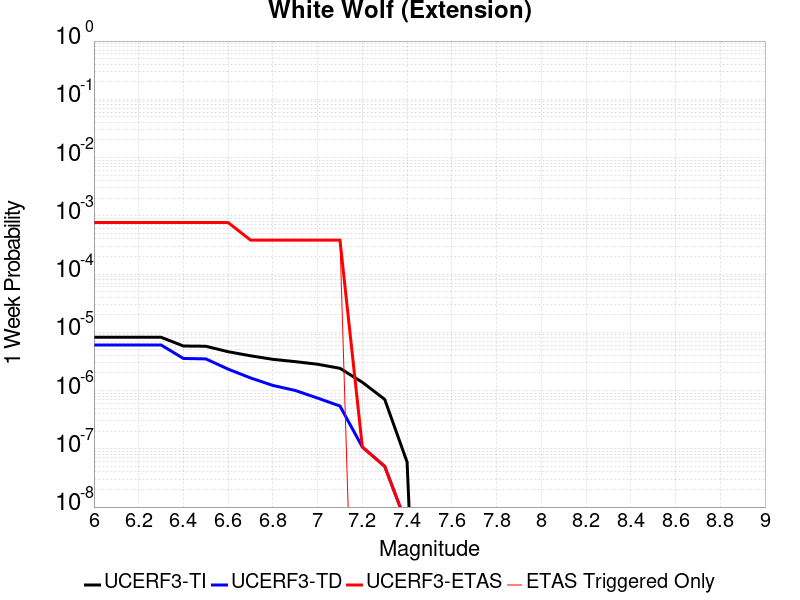 White Wolf (Extension)
10^0
10^-1
10^-2
10^-3
10^-4
10^-5
10^-6
10^-7
10^-8
1 Week Probability
6 6.2 6.4 6.6 6.8 7 7.2 7.4 7.6 7.8 8 8.2 8.4 8.6 8.8 9
Magnitude
UCERF3-TI UCERF3-TD UCERF3-ETAS ETAS Triggered Only